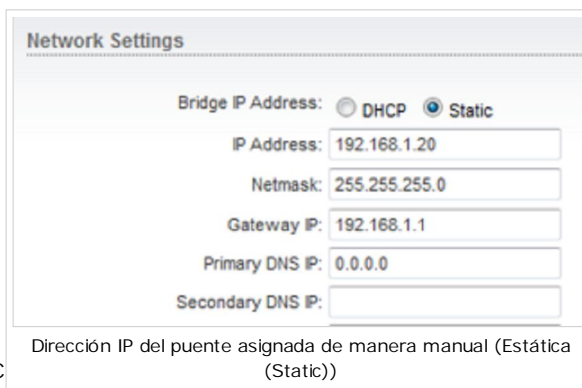 Network Settings
Bridge IP Address: DHCP Static
IP Address: 192.168.1.20
Netmask: 255.255.255.0
Gateway IP: 192.168.1.1
Primary DNS IP: 0.0.0.0
Secondary DNS IP:
Dirección IP del puente asignada de manera manual (Estática
(Static))